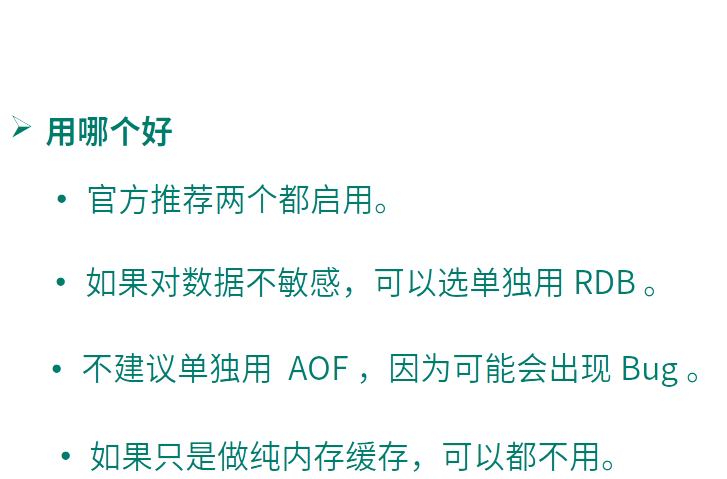 ➢ 用哪个好
• 官方推荐两个都启用。
• 如果对数据不敏感，可以选单独用 RDB 。
• 不建议单独用 AOF ，因为可能会出现 Bug 。
• 如果只是做纯内存缓存，可以都不用。